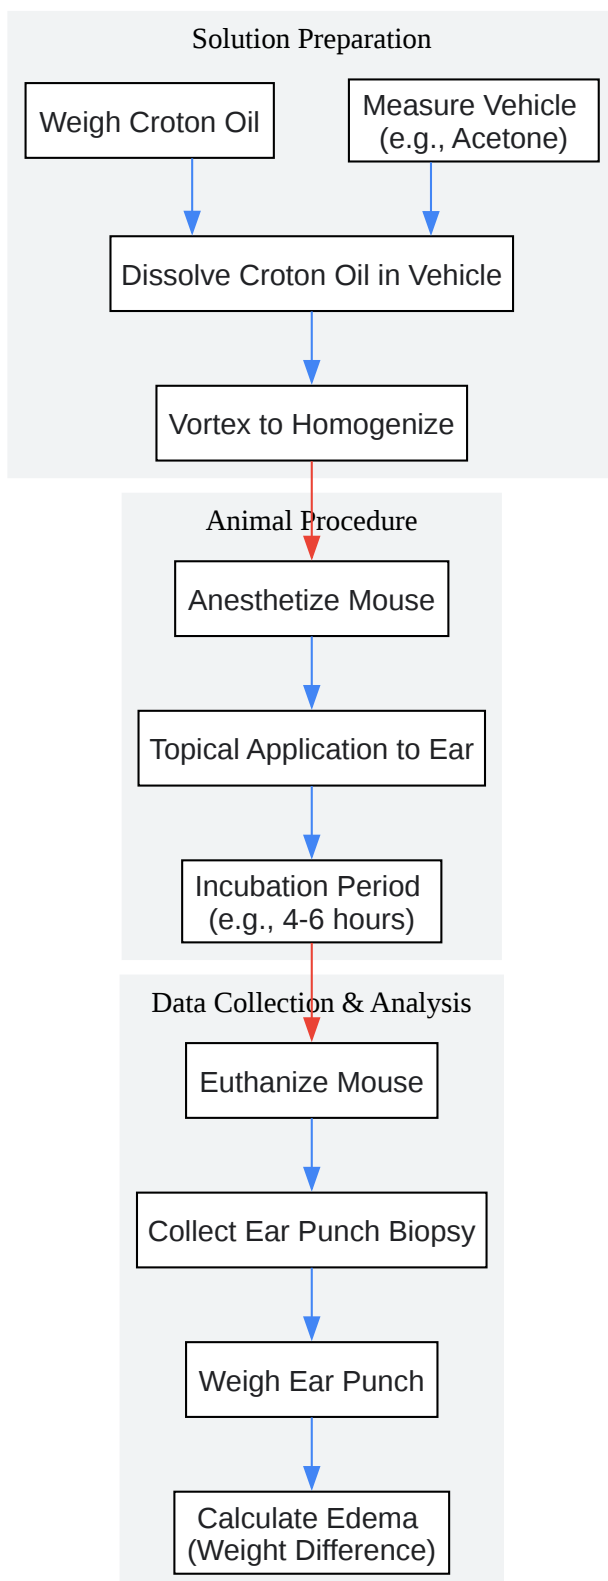 Solution Preparation
Weigh Croton Oil
Measure Vehicle
(e.g., Acetone)
Dissolve Croton Oil in Vehicle
Vortex to Homogenize
Animal Procedure
Anesthetize Mouse
Topical Application to Ear
Incubation Period
(e.g., 4-6 hours)
Data Collection & Analysis
Euthanize Mouse
Collect Ear Punch Biopsy
Weigh Ear Punch
Calculate Edema
(Weight Difference)